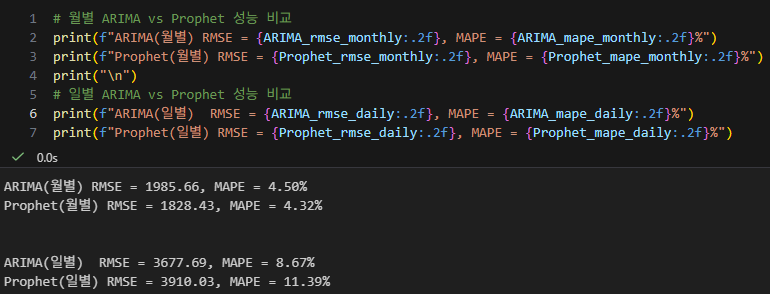 1 # 월별 ARIMA vs Prophet 성능 비교
2 print(f"ARIMA(월별) RMSE = {ARIMA_rmse_monthly:.2f}, MAPE = {ARIMA_mape_monthly:.2f}%")
3 print(f"Prophet(월별) RMSE = {Prophet_rmse_monthly:.2f}, MAPE = {Prophet_mape_monthly:.2f}%")
4 print("\n")
5 # 일별 ARIMA vs Prophet 성능 비교
6 print(f"ARIMA(일별)  RMSE = {ARIMA_rmse_daily:.2f}, MAPE = {ARIMA_mape_daily:.2f}%")
7 print(f"Prophet(일별) RMSE = {Prophet_rmse_daily:.2f}, MAPE = {Prophet_mape_daily:.2f}%")
0.0s
ARIMA(월별) RMSE = 1985.66, MAPE = 4.50%
Prophet(월별) RMSE = 1828.43, MAPE = 4.32%
ARIMA(일별)  RMSE = 3677.69, MAPE = 8.67%
Prophet(일별) RMSE = 3910.03, MAPE = 11.39%